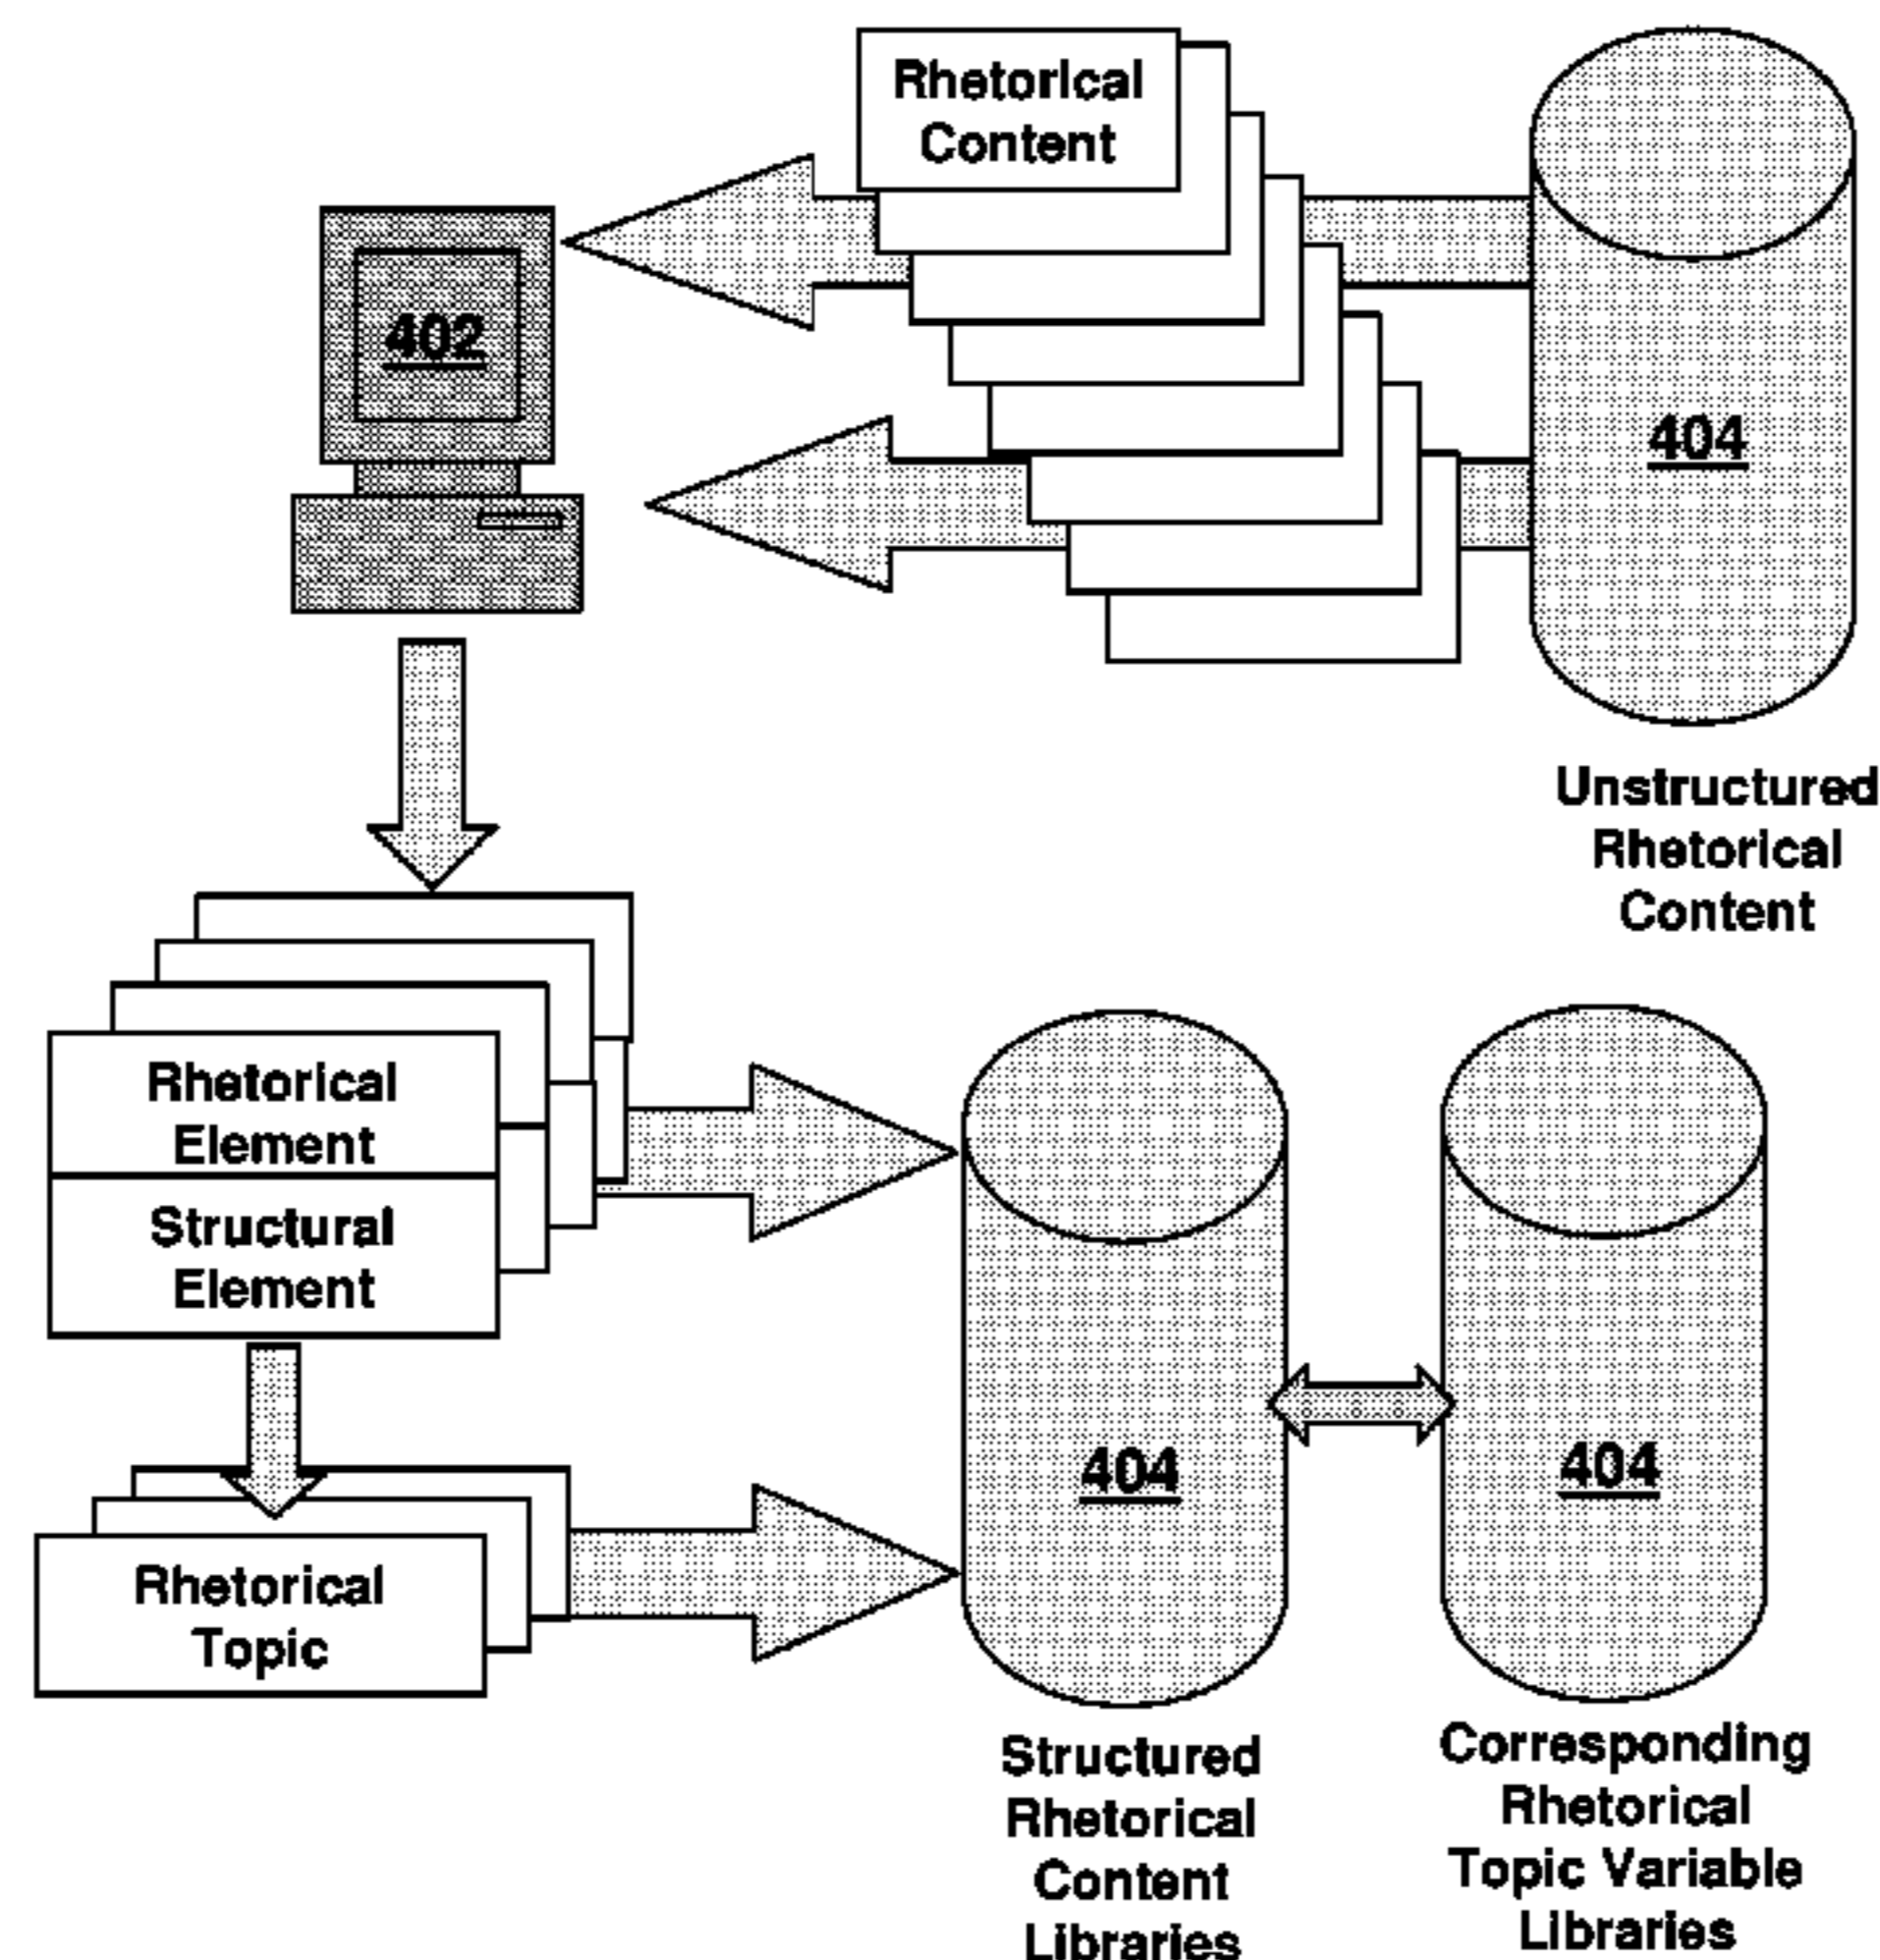 Rhetorical
Content
402
404
Unstructured
Rhetorical
Content
Rhetorical
Element
Structural
Element
Rhetorical
Topic
404
404
Structured
Rhetorical
Content
Libraries
Corresponding
Rhetorical
Topic Variable
Libraries